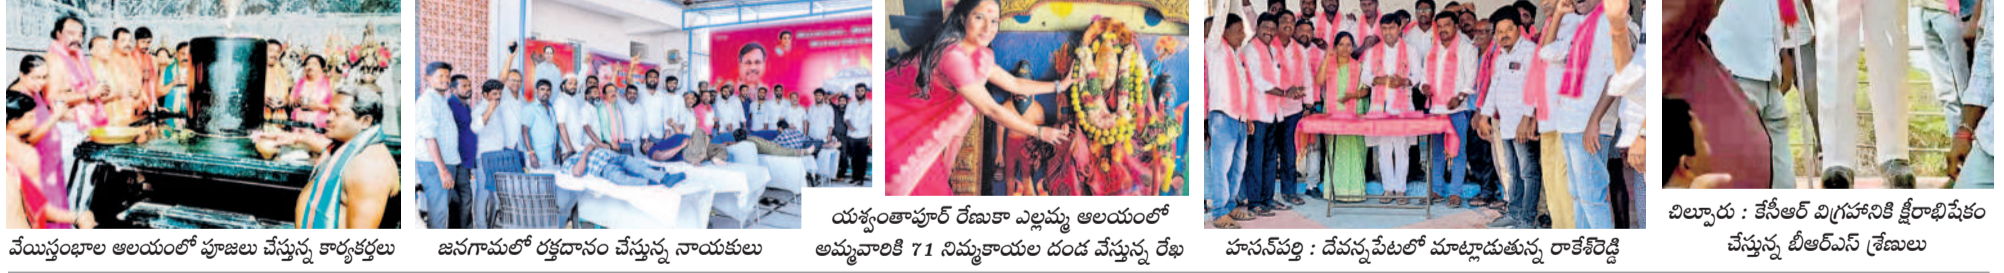 వేయిస్తంభాల ఆలయంలో పూజలు చేస్తున్న కార్యకర్తలు
జనగామలో రక్తదానం చేస్తున్న నాయకులు
యశ్వంతాపూర్ రేణుకా ఎల్లమ్మ ఆలయంలో
అమ్మవారికి 71 నిమ్మకాయల దండ వేస్తున్న రేఖ
హసన్‌పర్తి : దేవన్నపేటలో మాట్లాడుతున్న రాకేశ్‌రెడ్డి
చిల్పూరు : కేసీఆర్ విగ్రహానికి క్షీరాభిషేకం
చేస్తున్న బీఆర్ఎస్ శ్రేణులు